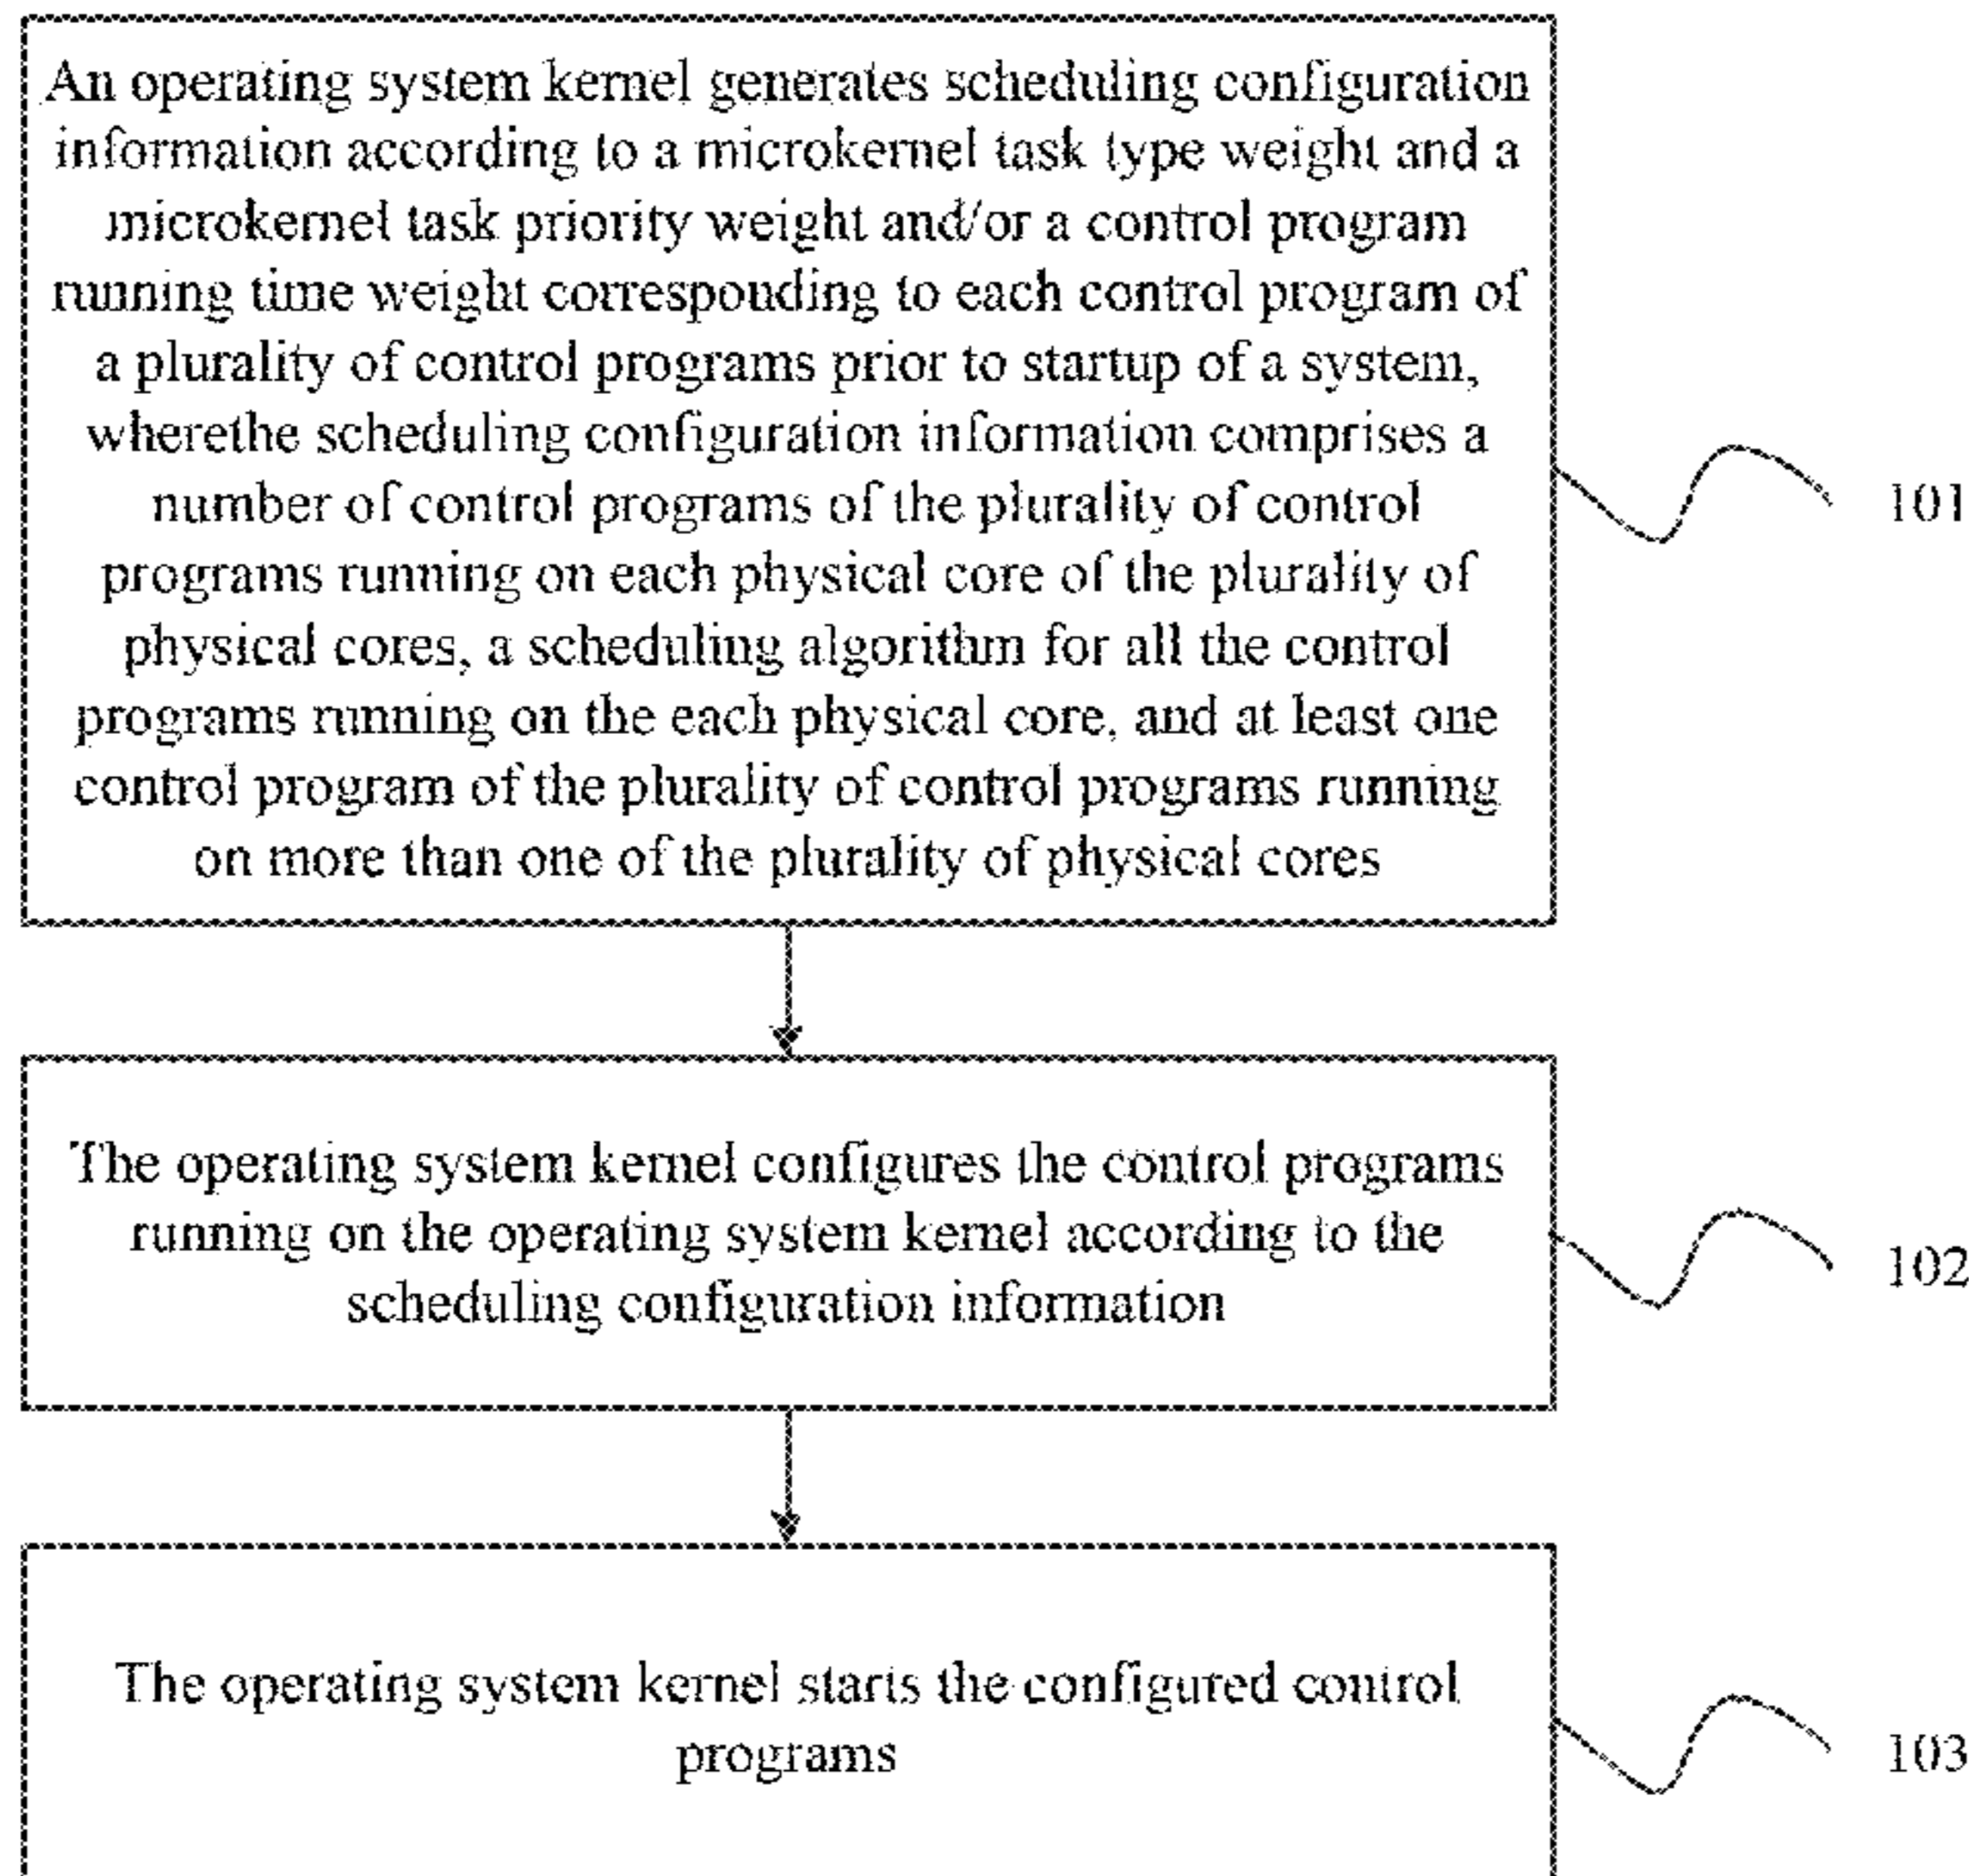 An operating system kernel generates scheduling configuration
information according to a microkernel task type weight and a
microkernel task priority weight and/or a control program
running time weight corresponding to each control program of
a plurality of control programs prior to startup of a system,
wherethe scheduling configuration information comprises a
number of control programs of the plurality of control
programs running on each physical core of the plurality of
physical cores, a scheduling algorithm for all the control
programs running on the each physical core, and at least one
control program of the plurality of control programs running
on more than one of the plurality of physical cores
101
The operating system kernel configures the control programs
running on the operating system kernel according to the
scheduling configuration information
102
The operating system kernel starts the configured control
programs
103